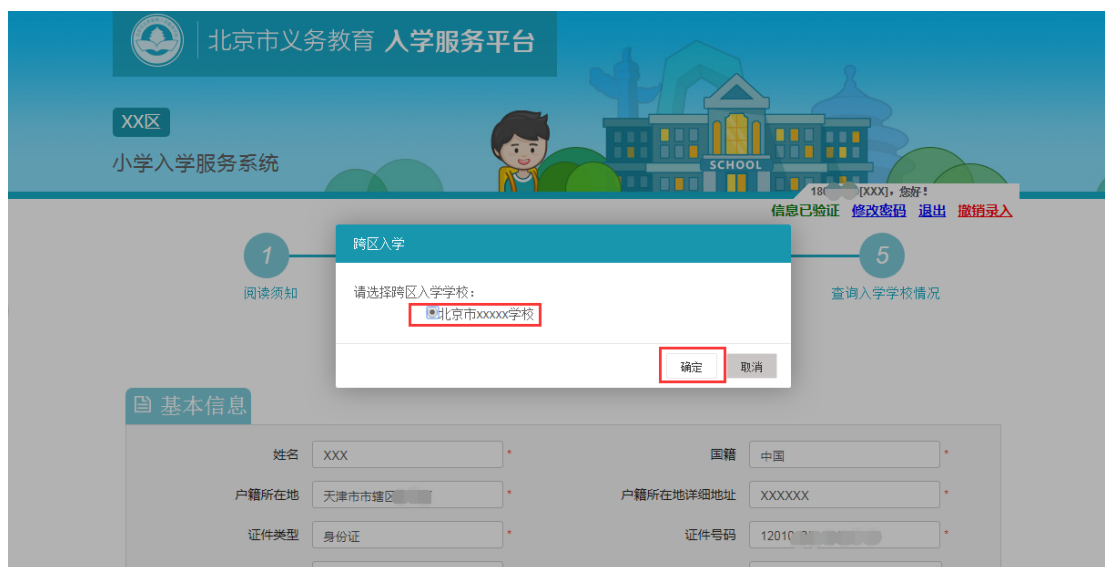 北京市义务教育 入学服务平台
XX区
小学入学服务系统
SCHOOL
18 [XXX]，您好！
信息已验证 修改密码 退出 撤销录入
1
5
阅读须知
查询入学学校情况
跨区入学
请选择跨区入学学校：
北京市xxxxx学校
确定 取消
基本信息
姓名 XXX * 国籍 中国 *
户籍所在地 天津市市辖区 * 户籍所在地详细地址 XXXXXX *
证件类型 身份证 * 证件号码 12010 *